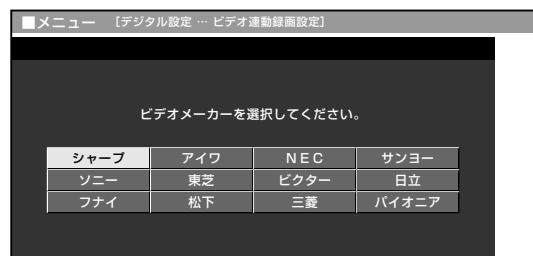 ■メニュー [デジタル設定 … ビデオ連動録画設定]
ビデオメーカーを選択してください。
シャープ アイワ NEC サンヨー
ソニー 東芝 ビクター 日立
フナイ 松下 三菱 パイオニア